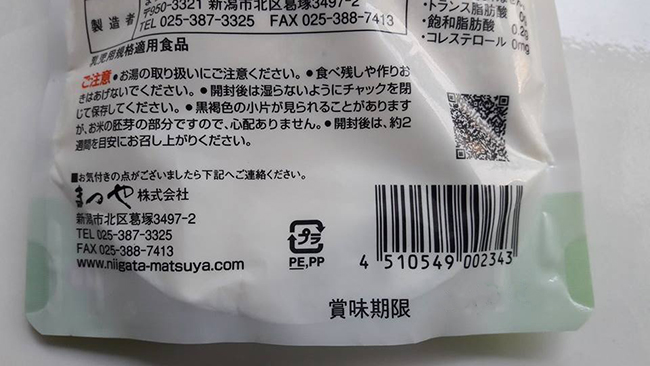 製造者
〒950-3321 新潟市北区葛塚3497-2
TEL 025-387-3325 FAX 025-388-7413
乳児用規格適用食品
・トランス脂肪酸 0g
・飽和脂肪酸 0.2g
・コレステロール 0mg
ご注意 ●お湯の取り扱いにご注意ください。●食べ残しや作りお
きはあげないでください。●開封後は湿らないようにチャックを閉
じて保存してください。●黒褐色の小片が見られることがあります
が、お米の胚芽の部分ですので、心配ありません。●開封後は、約2
週間を目安にお召し上がりください。
■お気付きの点がございましたら下記へご連絡ください。
まつや 株式会社
新潟市北区葛塚3497-2
TEL 025-387-3325
FAX 025-388-7413
www.niigata-matsuya.com
プラ
PE,PP
4 510549 002343
賞味期限